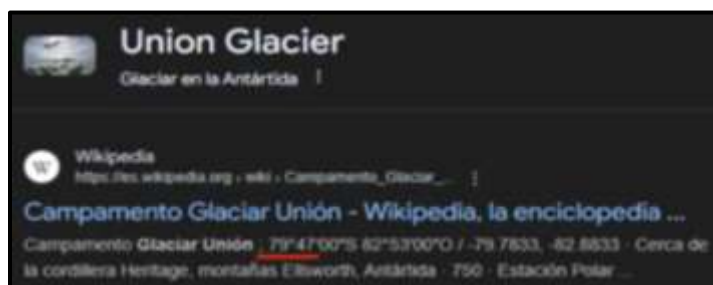 Union Glacier
Glaciar en la Antártida
Wikipedia
https://es.wikipedia.org › wiki › Campamento_Glaciar_...
Campamento Glaciar Unión - Wikipedia, la enciclopedia ...
Campamento Glaciar Unión ; 79°47′00″S 82°53′00″O / -79.7833, -82.8833 · Cerca de
la cordillera Heritage, montañas Ellsworth, Antártida · 750 · Estación Polar ...